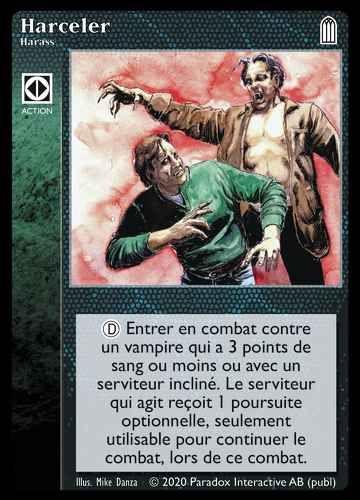 Harceler
Harass
ACTION
Ⓓ Entrer en combat contre
un vampire qui a 3 points de
sang ou moins ou avec un
serviteur incliné. Le serviteur
qui agit reçoit 1 poursuite
optionnelle, seulement
utilisable pour continuer le
combat, lors de ce combat.
Illus. Mike Danza · © 2020 Paradox Interactive AB (publ)